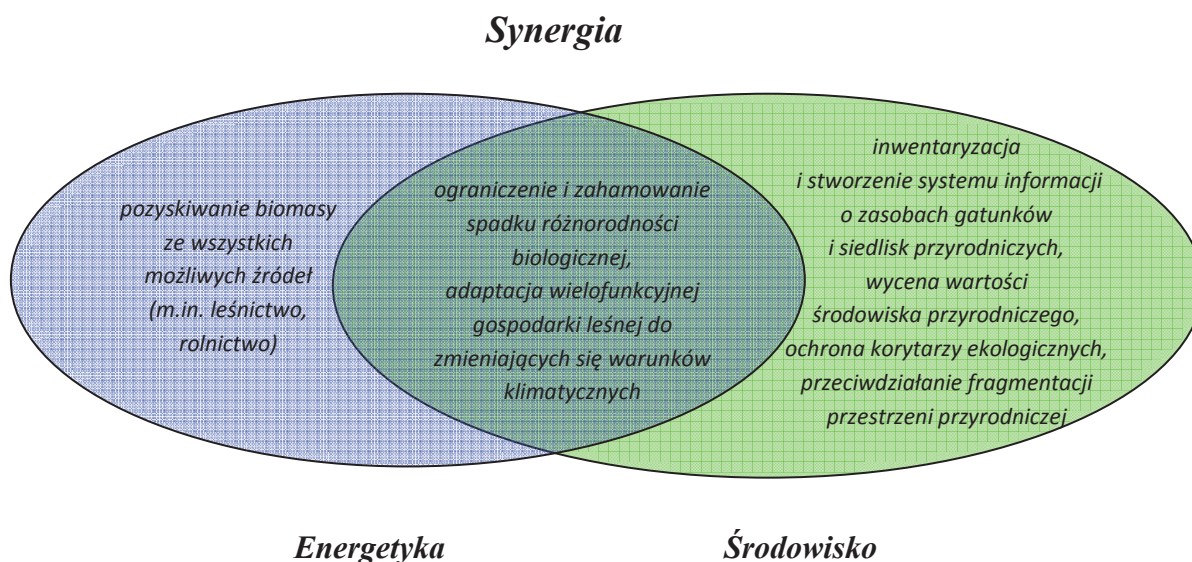 Synergia
pozyskiwanie biomasy
ze wszystkich
możliwych źródeł
(m.in. leśnictwo,
rolnictwo)
ograniczenie i zahamowanie
spadku różnorodności
biologicznej,
adaptacja wielofunkcyjnej
gospodarki leśnej do
zmieniających się warunków
klimatycznych
inwentaryzacja
i stworzenie systemu informacji
o zasobach gatunków
i siedlisk przyrodniczych,
wycena wartości
środowiska przyrodniczego,
ochrona korytarzy ekologicznych,
przeciwdziałanie fragmentacji
przestrzeni przyrodniczej
Energetyka
Środowisko